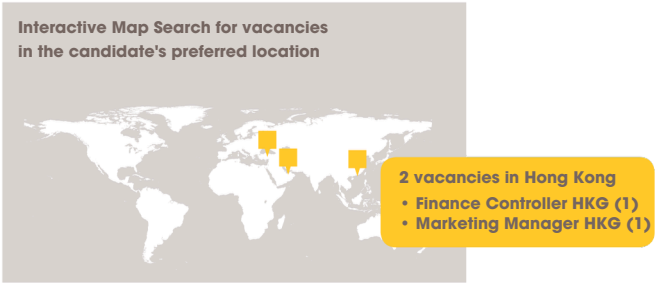 Interactive Map Search for vacancies
in the candidate's preferred location
2 vacancies in Hong Kong
• Finance Controller HKG (1)
• Marketing Manager HKG (1)